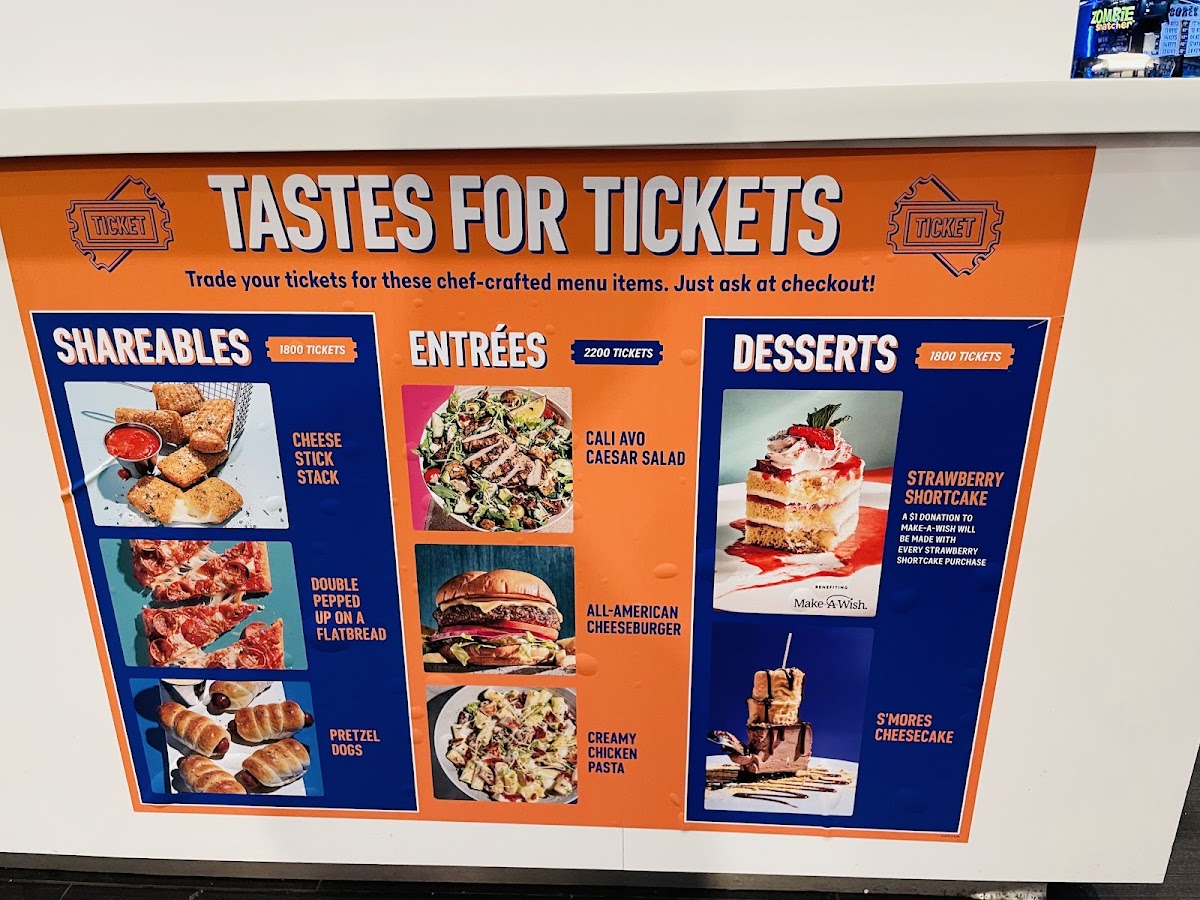 ZOMBIE
Snatcher
TICKET
TASTES FOR TICKETS
TICKET
Trade your tickets for these chef-crafted menu items. Just ask at checkout!
SHAREABLES
1800 TICKETS
CHEESE
STICK
STACK
DOUBLE
PEPPED
UP ON A
FLATBREAD
PRETZEL
DOGS
ENTRÉES
2200 TICKETS
CALI AVO
CAESAR SALAD
ALL-AMERICAN
CHEESEBURGER
CREAMY
CHICKEN
PASTA
DESSERTS
1800 TICKETS
STRAWBERRY
SHORTCAKE
A $1 DONATION TO
MAKE-A-WISH WILL
BE MADE WITH
EVERY STRAWBERRY
SHORTCAKE PURCHASE
BENEFITING
Make-A-Wish.
S'MORES
CHEESECAKE